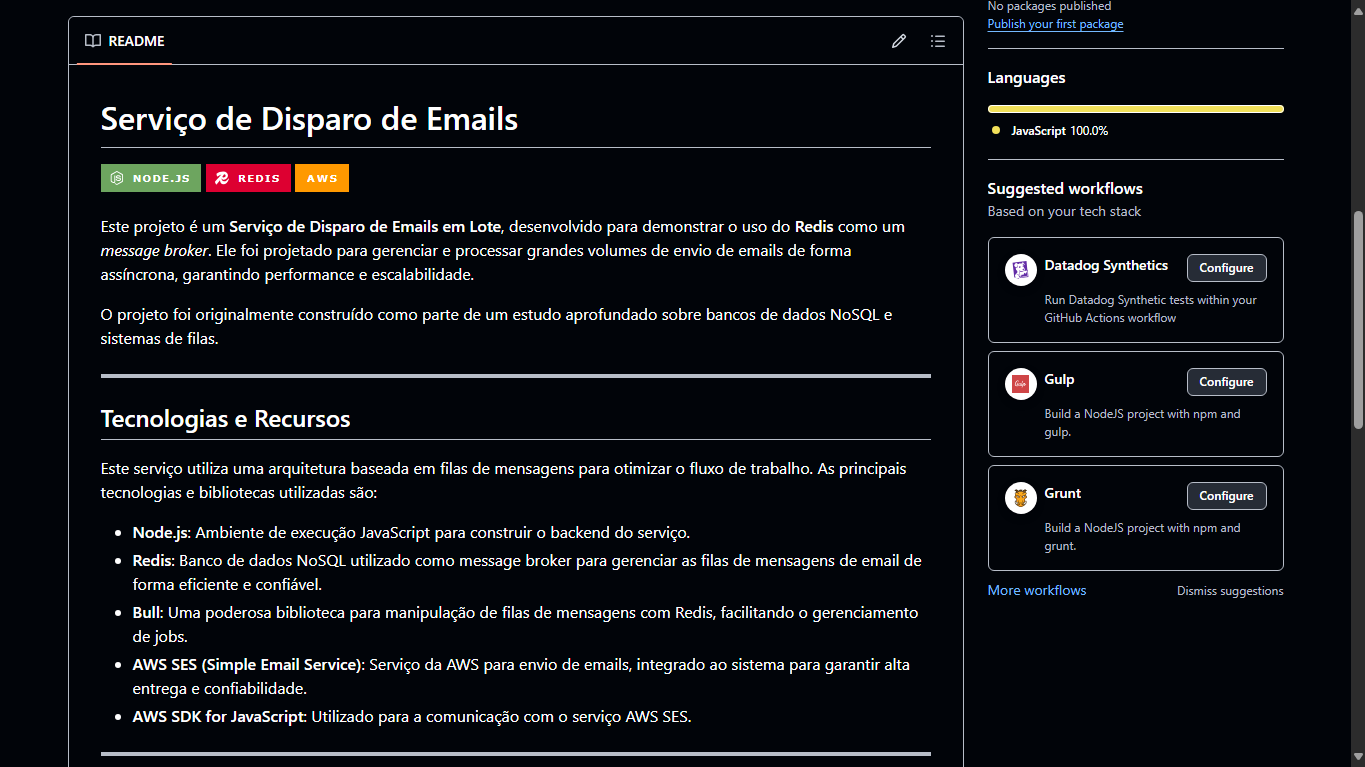 README
Serviço de Disparo de Emails
NODE.JS REDIS AWS
Este projeto é um Serviço de Disparo de Emails em Lote, desenvolvido para demonstrar o uso do Redis como um
message broker. Ele foi projetado para gerenciar e processar grandes volumes de envio de emails de forma
assíncrona, garantindo performance e escalabilidade.
O projeto foi originalmente construído como parte de um estudo aprofundado sobre bancos de dados NoSQL e
sistemas de filas.
Tecnologias e Recursos
Este serviço utiliza uma arquitetura baseada em filas de mensagens para otimizar o fluxo de trabalho. As principais
tecnologias e bibliotecas utilizadas são:
Node.js: Ambiente de execução JavaScript para construir o backend do serviço.
Redis: Banco de dados NoSQL utilizado como message broker para gerenciar as filas de mensagens de email de
forma eficiente e confiável.
Bull: Uma poderosa biblioteca para manipulação de filas de mensagens com Redis, facilitando o gerenciamento
de jobs.
AWS SES (Simple Email Service): Serviço da AWS para envio de emails, integrado ao sistema para garantir alta
entrega e confiabilidade.
AWS SDK for JavaScript: Utilizado para a comunicação com o serviço AWS SES.
No packages published
Publish your first package
Languages
JavaScript 100.0%
Suggested workflows
Based on your tech stack
Datadog Synthetics Configure
Run Datadog Synthetic tests within your
GitHub Actions workflow
Gulp Configure
Build a NodeJS project with npm and
gulp.
Grunt Configure
Build a NodeJS project with npm and
grunt.
More workflows Dismiss suggestions